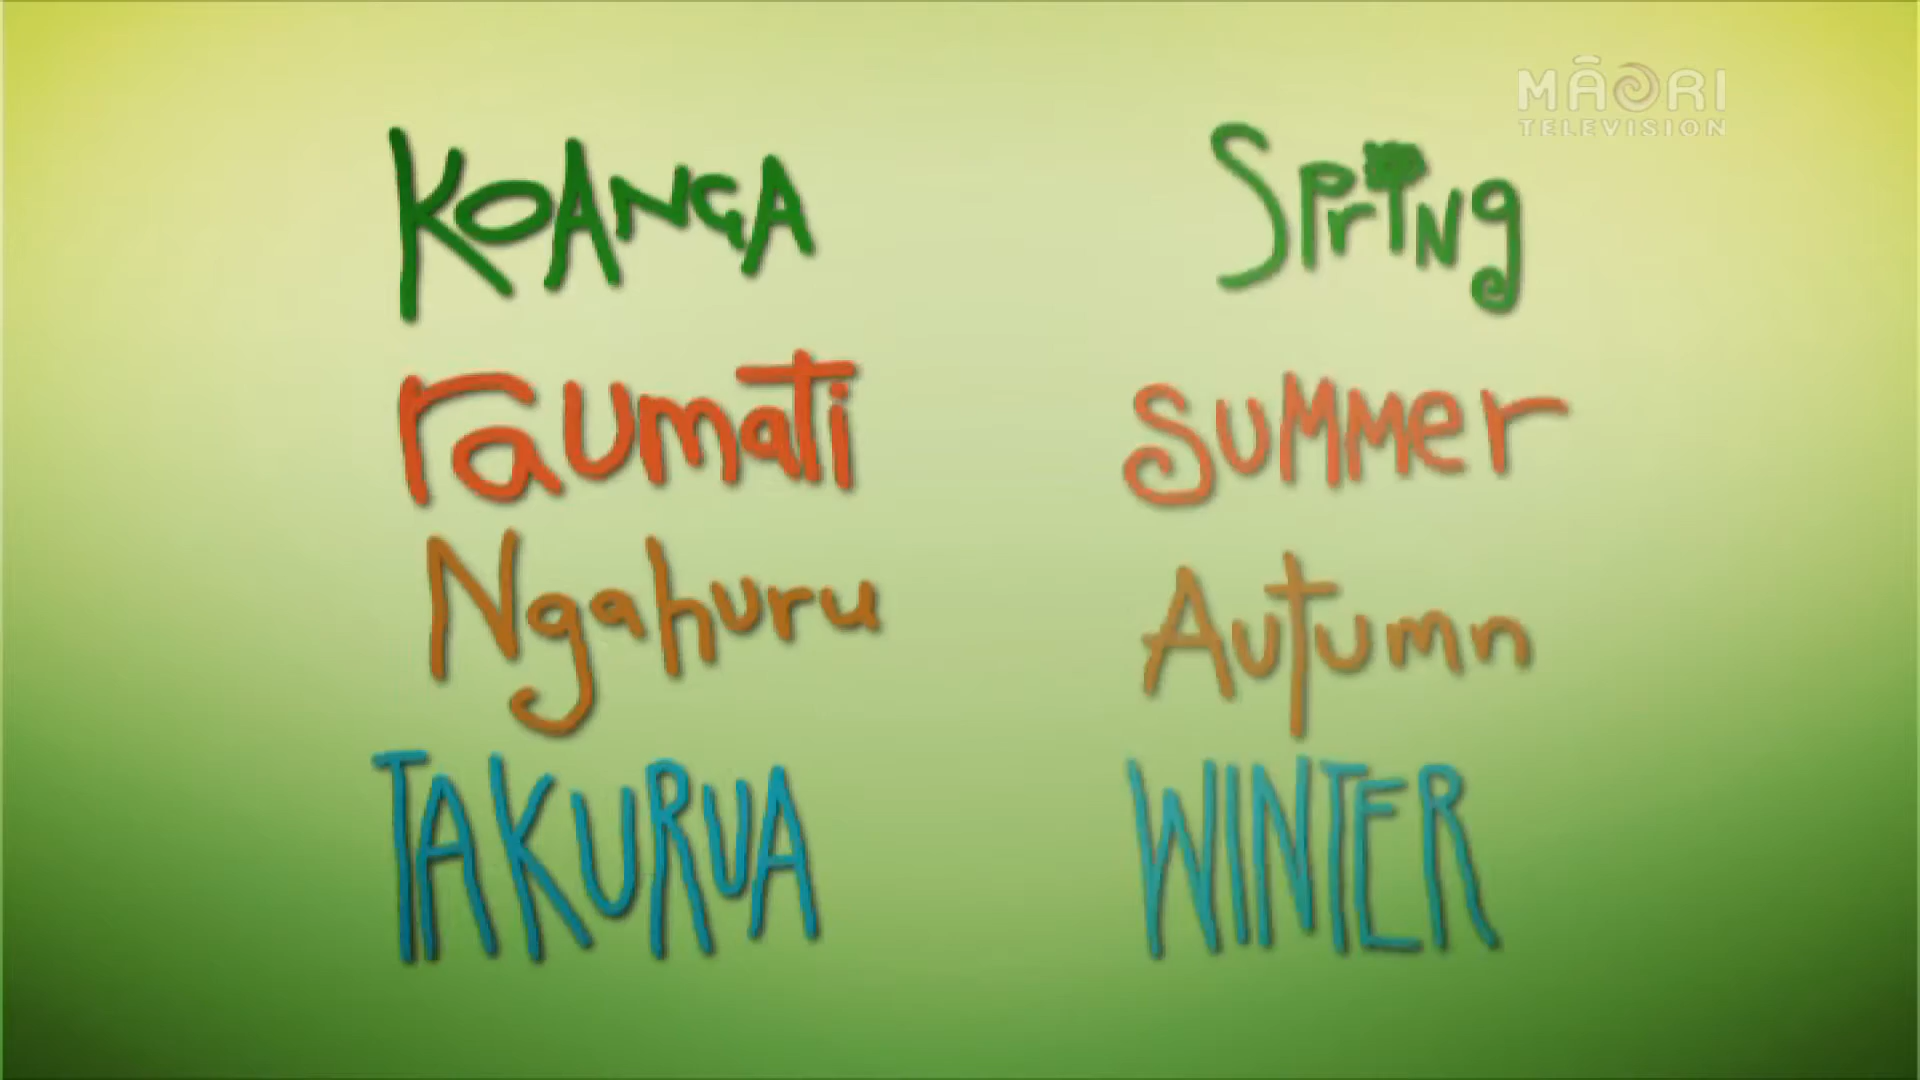 MĀORI
TELEVISION
KOANGA Spring
raumati Summer
Ngahuru Autumn
TAKURUA WINTER